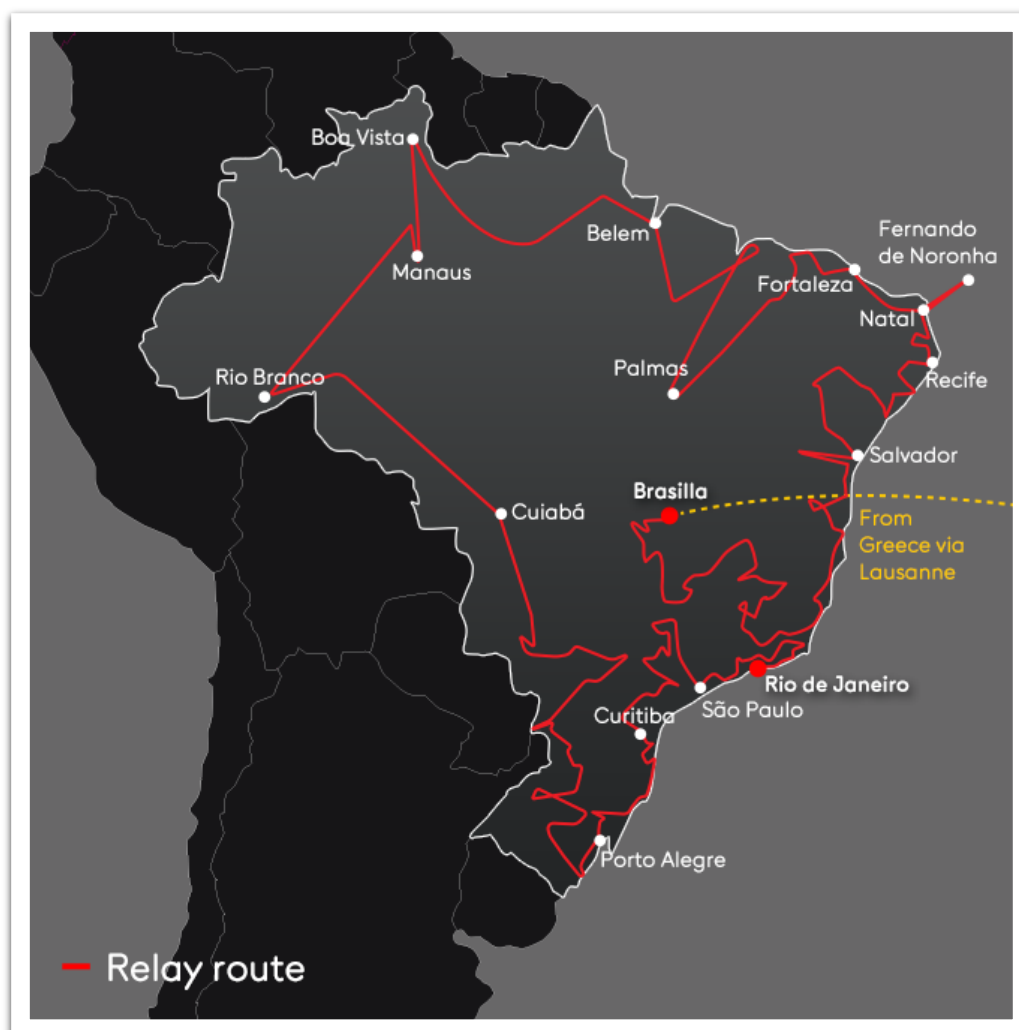 Boa Vista
Belem
Fernando
de Noronha
Manaus
Fortaleza
Natal
Rio Branco
Palmas
Recife
Salvador
Brasilla
Cuiabá
From
Greece via
Lausanne
Rio de Janeiro
São Paulo
Curitiba
Porto Alegre
Relay route